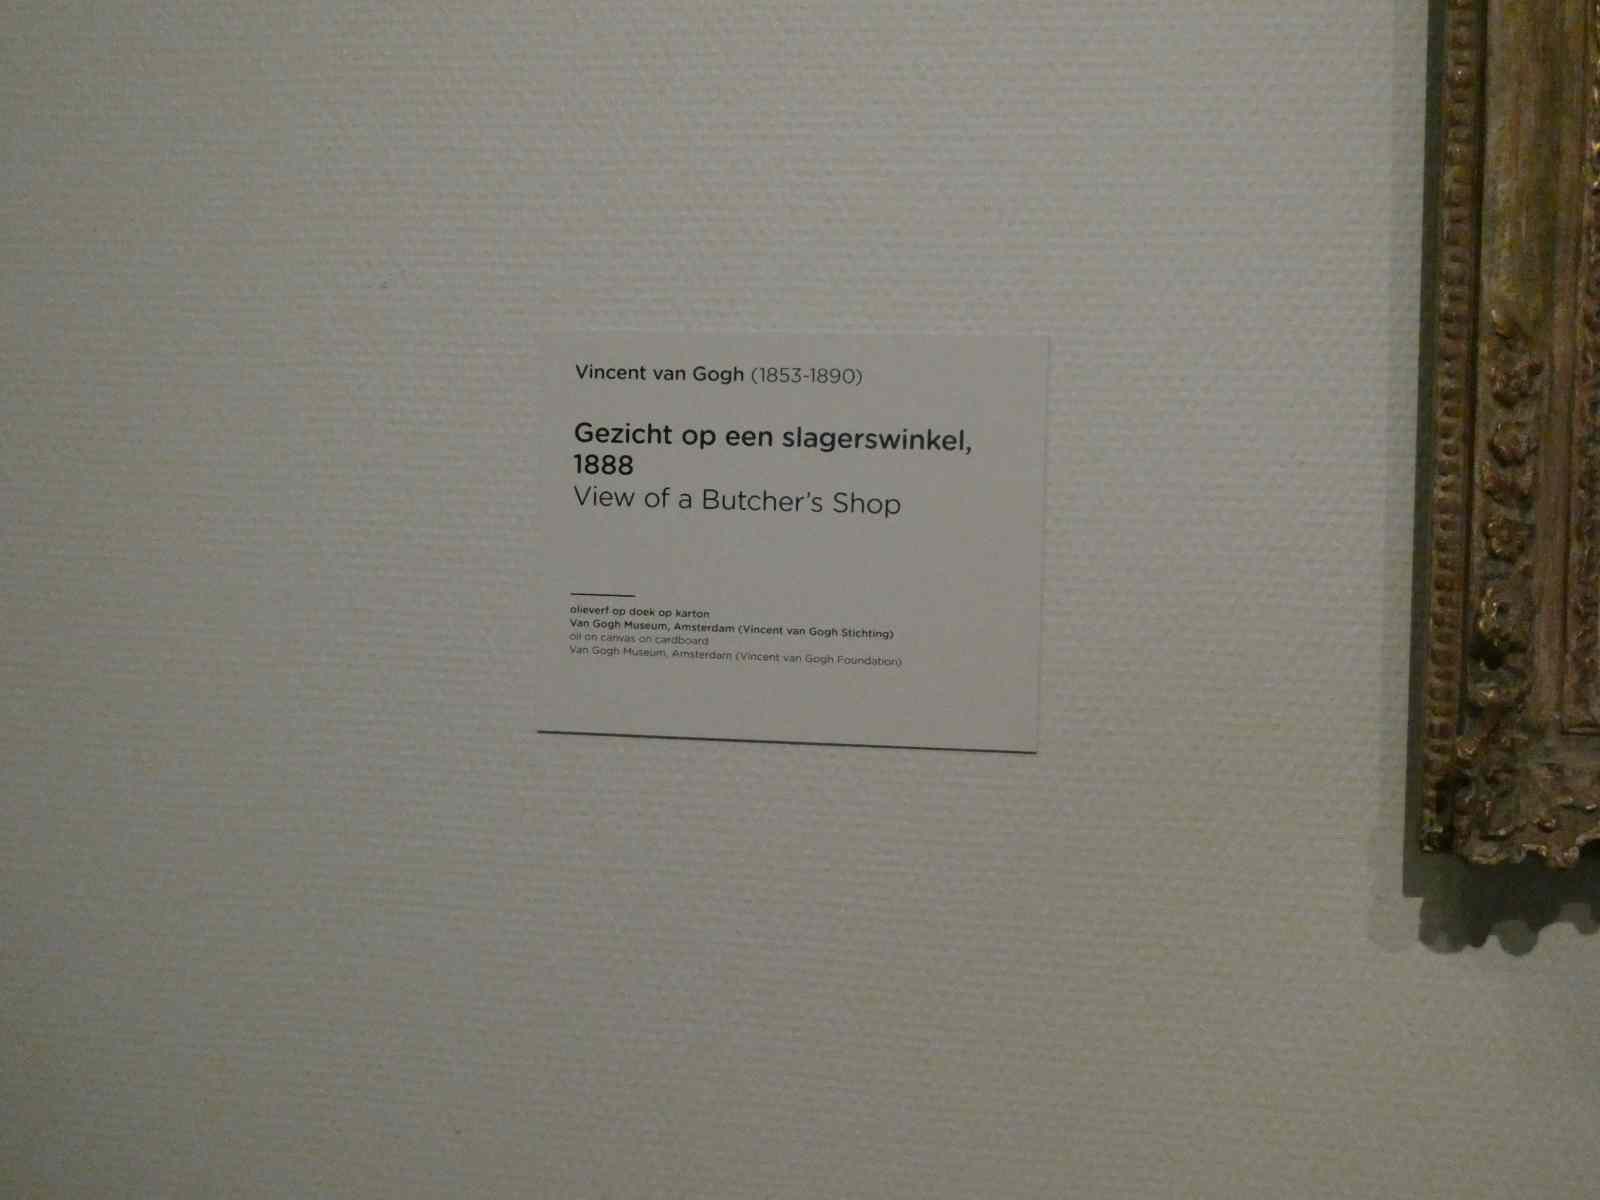 Vincent van Gogh (1853-1890)
Gezicht op een slagerswinkel,
1888
View of a Butcher's Shop
olieverf op doek op karton
Van Gogh Museum, Amsterdam (Vincent van Gogh Stichting)
oil on canvas on cardboard
Van Gogh Museum, Amsterdam (Vincent van Gogh Foundation)